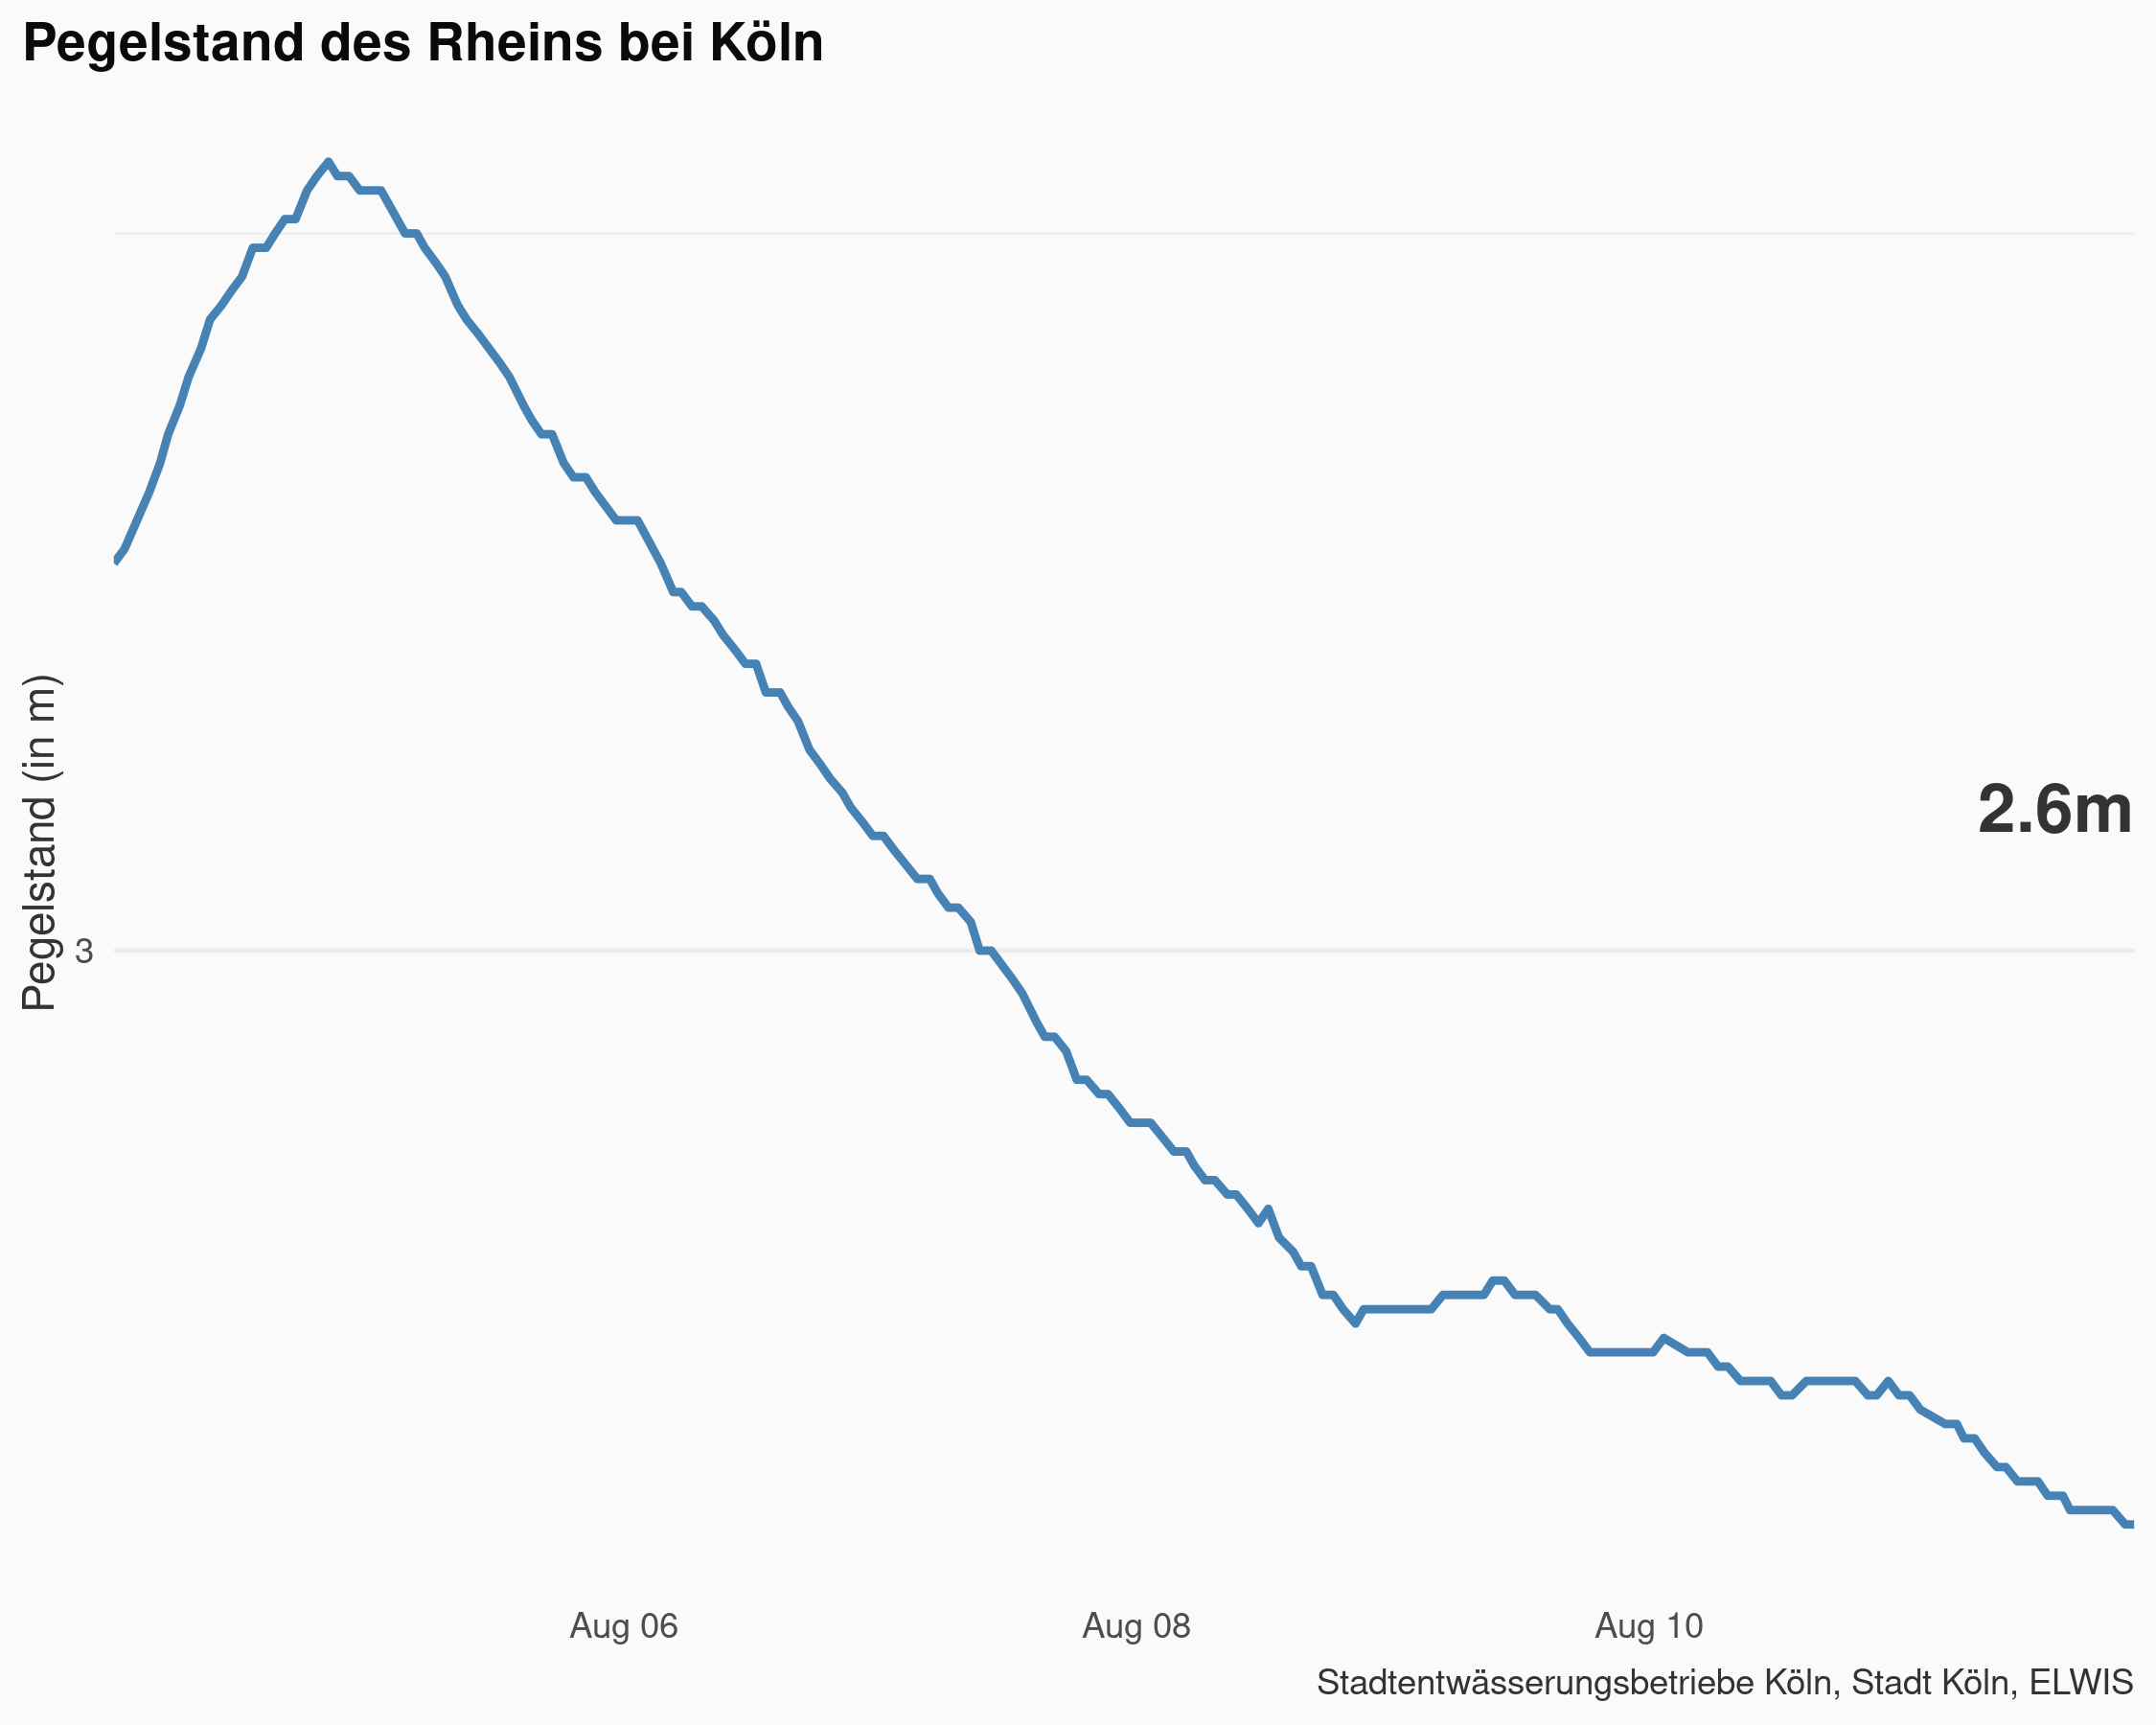 Pegelstand des Rheins bei Köln
Pegelstand (in m)
2.6m
3
Aug 06
Aug 08
Aug 10
Stadtentwässerungsbetriebe Köln, Stadt Köln, ELWIS